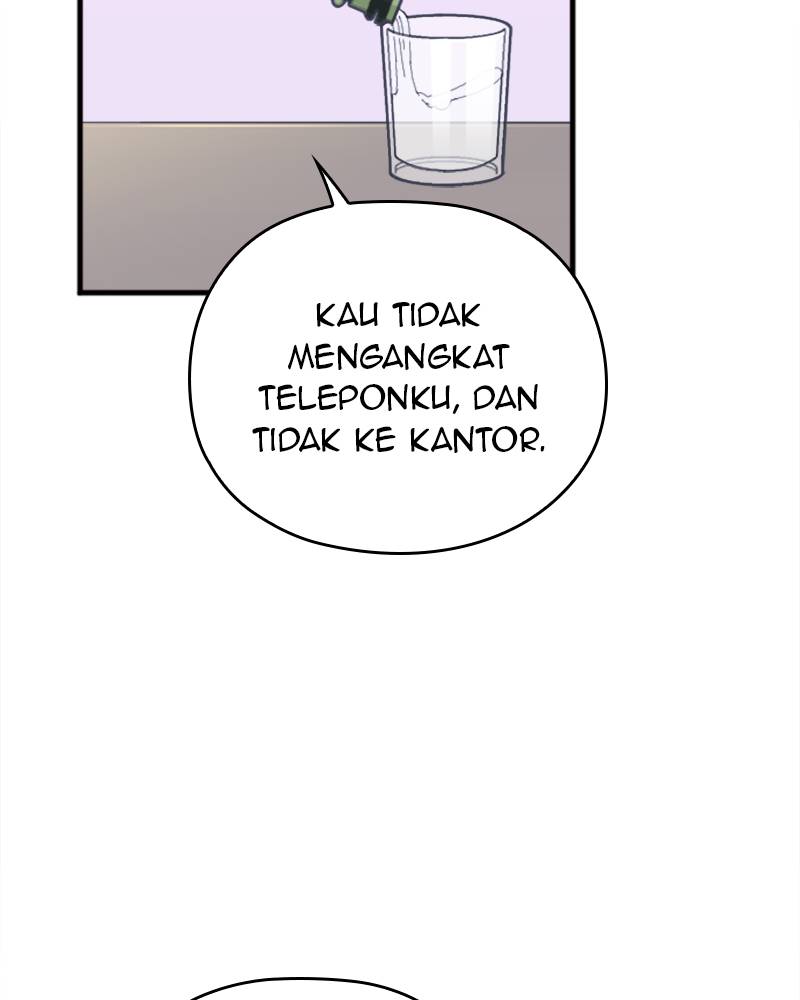 KAU TIDAK
MENGANGKAT
TELEPONKU, DAN
TIDAK KE KANTOR.